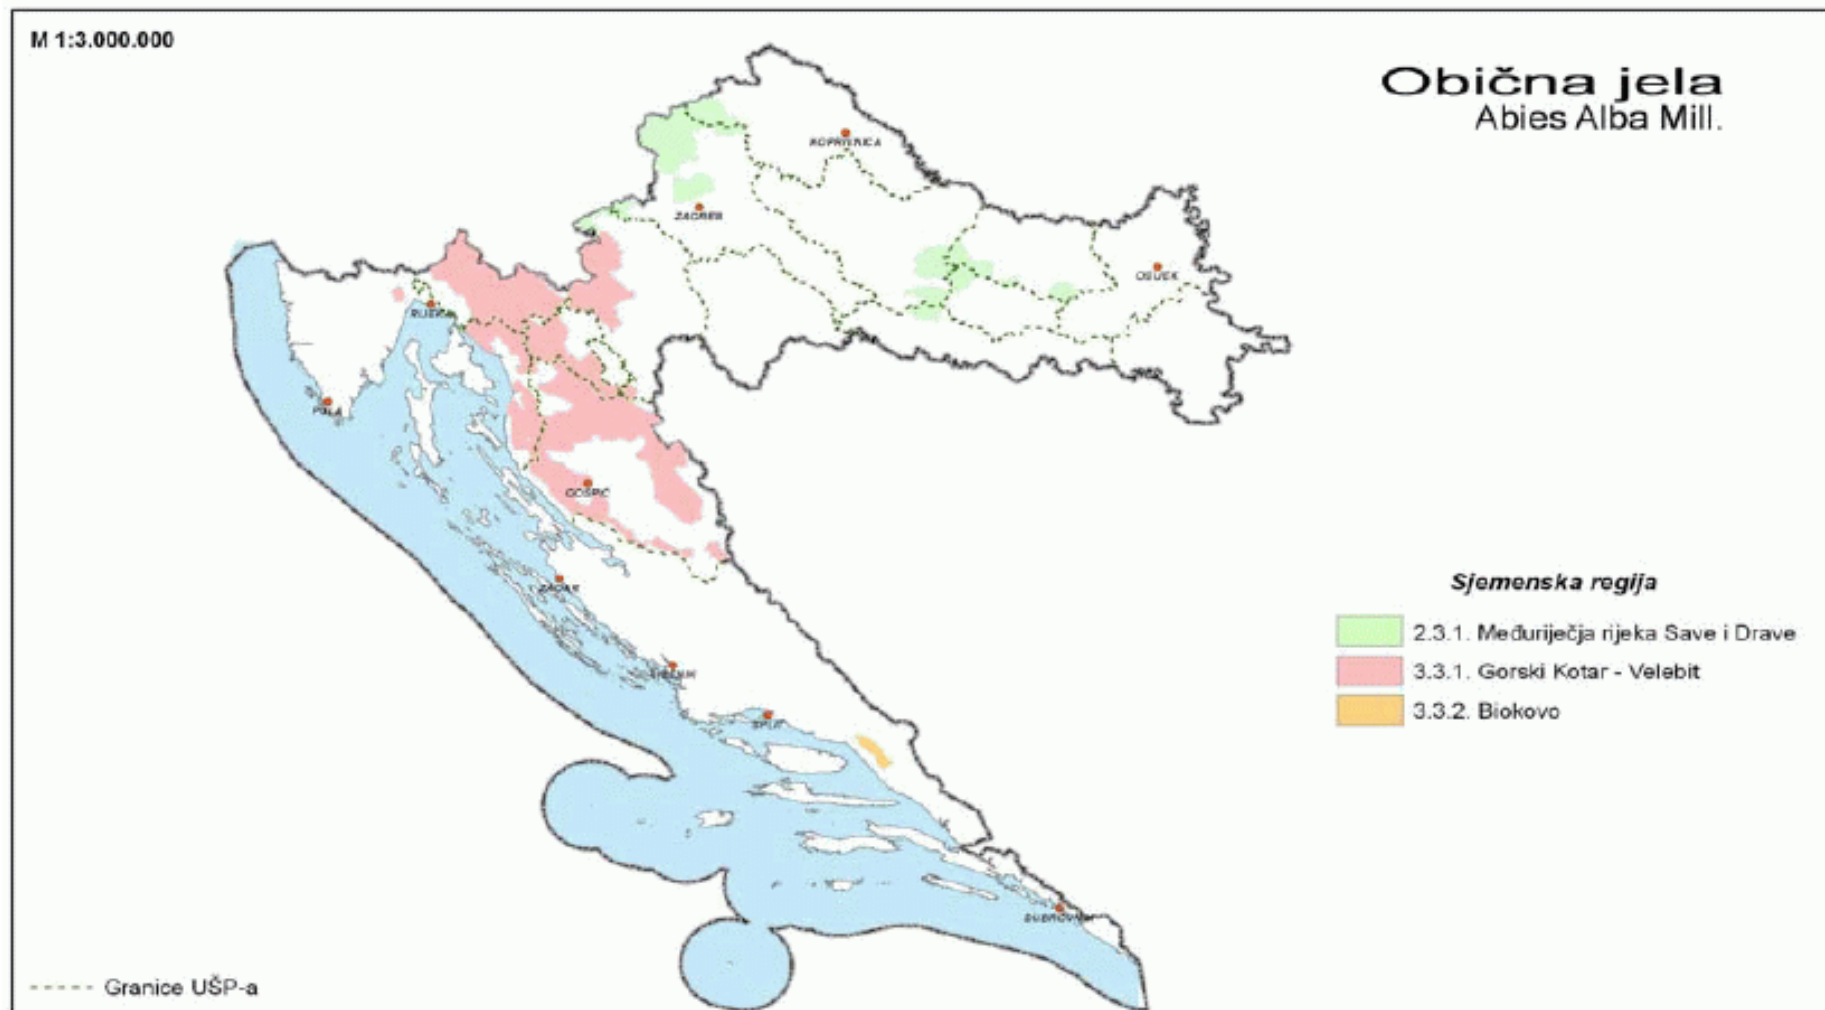 M 1:3.000.000
Obična jela
Abies Alba Mill.
KOPRIVNICA
ZAGREB
OSIJEK
RIJEKA
PULA
GOSPIĆ
ZADAR
SPLIT
DUBROVNIK
Sjemenska regija
2.3.1. Međuriječja rijeka Save i Drave
3.3.1. Gorski Kotar - Velebit
3.3.2. Biokovo
Granice UŠP-a